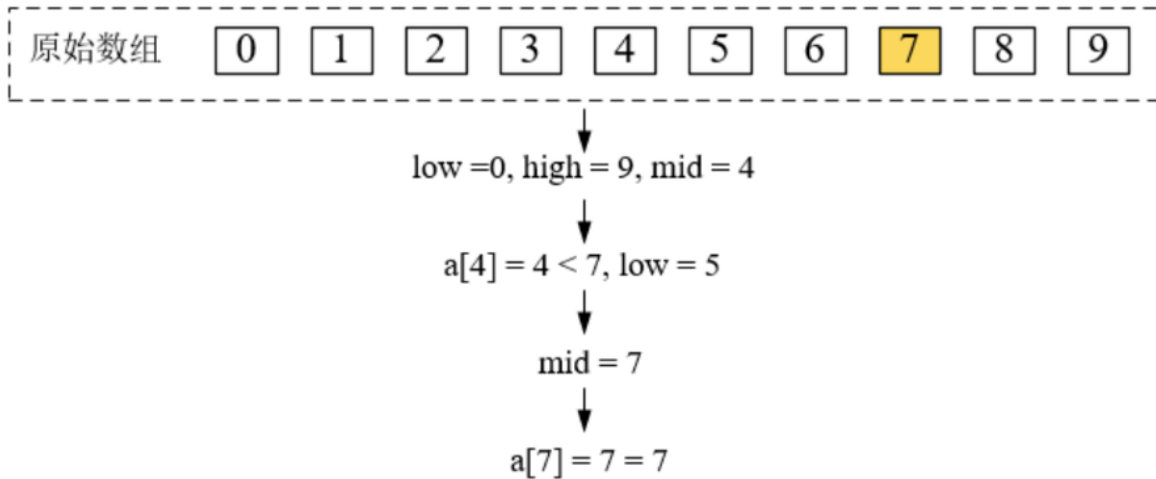 原始数组 0 1 2 3 4 5 6 7 8 9
low =0, high = 9, mid = 4
a[4] = 4 < 7, low = 5
mid = 7
a[7] = 7 = 7